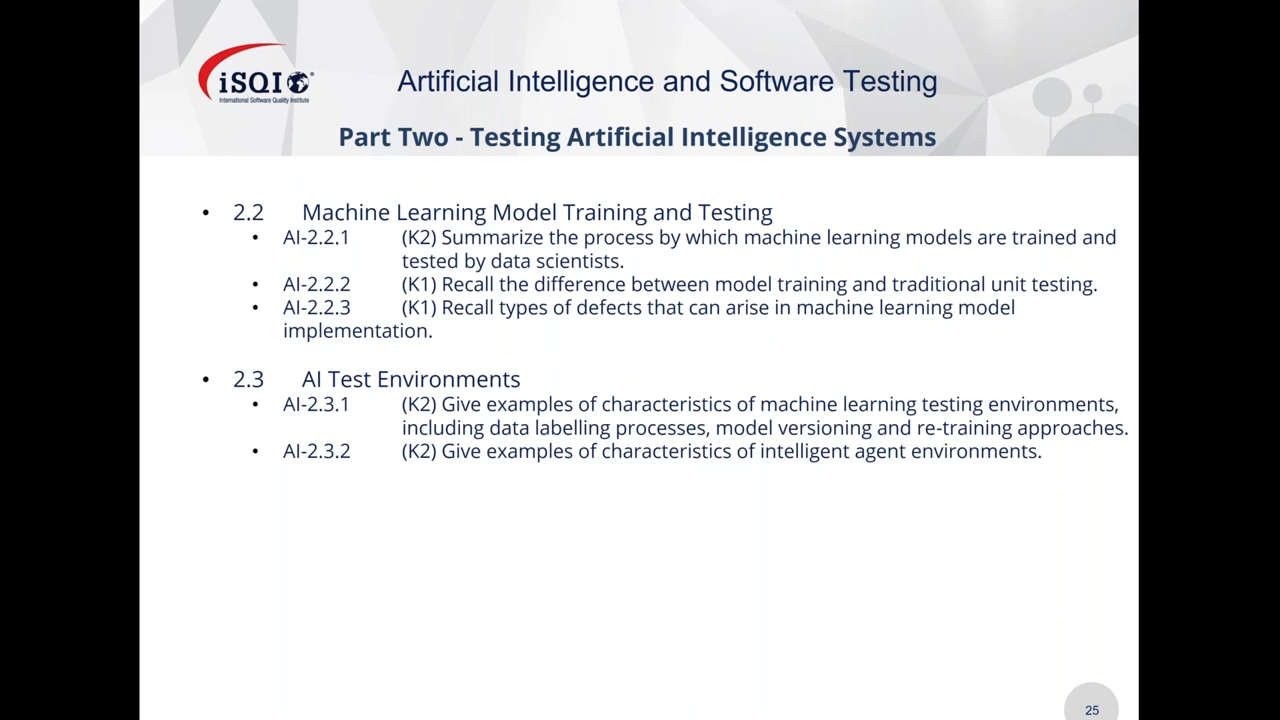 iSQI®
International Software Quality Institute
Artificial Intelligence and Software Testing
Part Two - Testing Artificial Intelligence Systems
• 2.2 Machine Learning Model Training and Testing
• AI-2.2.1 (K2) Summarize the process by which machine learning models are trained and
tested by data scientists.
• AI-2.2.2 (K1) Recall the difference between model training and traditional unit testing.
• AI-2.2.3 (K1) Recall types of defects that can arise in machine learning model
implementation.
• 2.3 AI Test Environments
• AI-2.3.1 (K2) Give examples of characteristics of machine learning testing environments,
including data labelling processes, model versioning and re-training approaches.
• AI-2.3.2 (K2) Give examples of characteristics of intelligent agent environments.
25